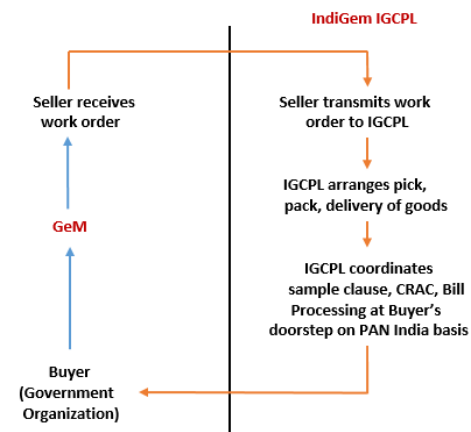 IndiGem IGCPL
Seller receives
work order
GeM
Buyer
(Government
Organization)
Seller transmits work
order to IGCPL
IGCPL arranges pick,
pack, delivery of goods
IGCPL coordinates
sample clause, CRAC, Bill
Processing at Buyer's
doorstep on PAN India basis